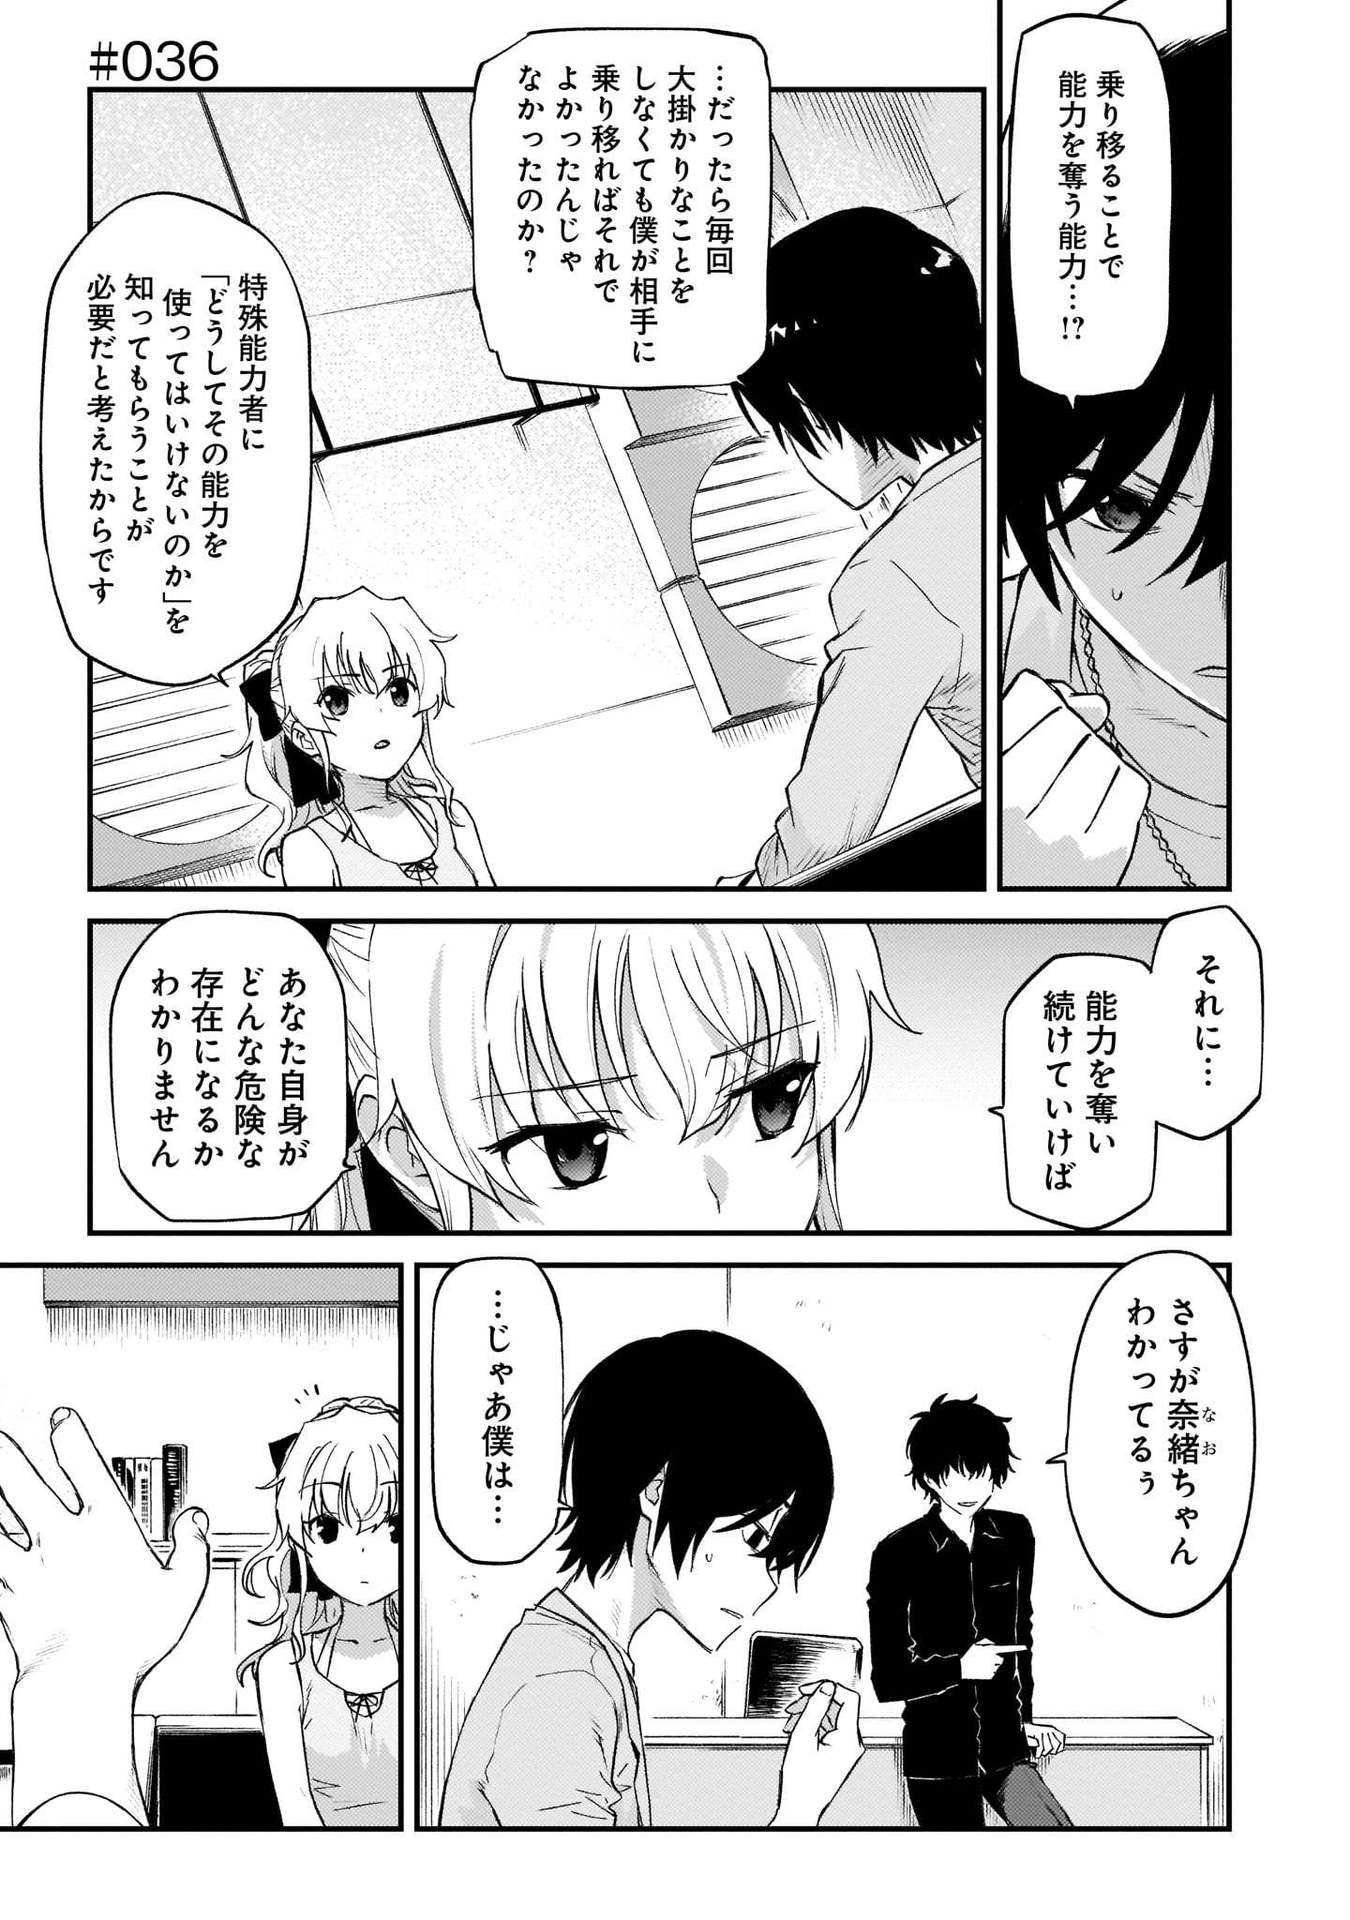 #036
乗り移ることで
能力を奪う能力…!?
…だったら毎回
大掛かりなことを
しなくても僕が相手に
乗り移ればそれで
よかったんじゃ
なかったのか?
特殊能力者に
「どうしてその能力を
使ってはいけないのか」を
知ってもらうことが
必要だと考えたからです
それに…
能力を奪い
続けていけば
あなた自身が
どんな危険な
存在になるか
わかりません
さすが奈緒ちゃん
なお
わかってるぅ
…じゃあ僕は…